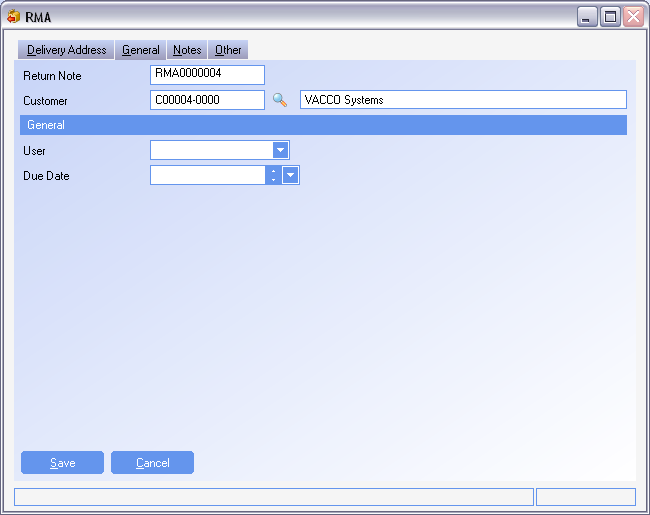 RMA
Delivery Address General Notes Other
Return Note RMA0000004
Customer C00004-0000 VACCO Systems
General
User
Due Date
Save Cancel